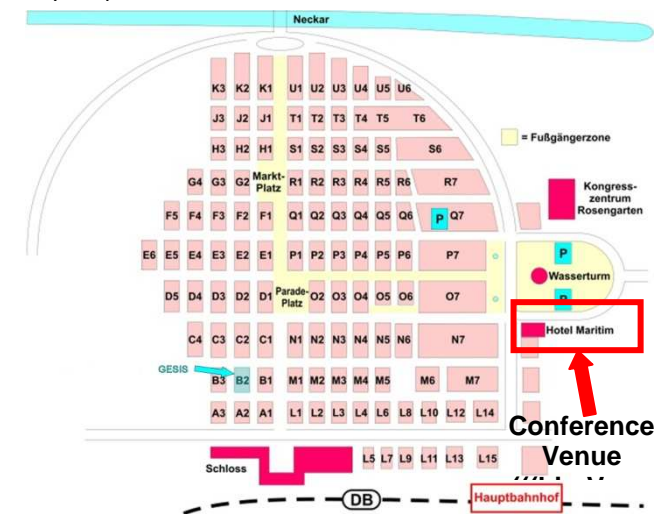 Neckar
K3 K2 K1 U1 U2 U3 U4 U5 U6
J3 J2 J1 T1 T2 T3 T4 T5 T6
H3 H2 H1 S1 S2 S3 S4 S5 S6
= Fußgängerzone
G4 G3 G2 Markt-Platz R1 R2 R3 R4 R5 R6 R7
Kongress-
zentrum
Rosengarten
F5 F4 F3 F2 F1 Q1 Q2 Q3 Q4 Q5 Q6 P Q7
E6 E5 E4 E3 E2 E1 P1 P2 P3 P4 P5 P6 P7 P
Wasserturm
D5 D4 D3 D2 D1 Parade-Platz O2 O3 O4 O5 O6 O7 P
Hotel Maritim
C4 C3 C2 C1 N1 N2 N3 N4 N5 N6 N7
GESIS
B3 B2 B1 M1 M2 M3 M4 M5 M6 M7
A3 A2 A1 L1 L2 L3 L4 L6 L8 L10 L12 L14
Conference
Venue
Schloss L5 L7 L9 L11 L13 L15
DB Hauptbahnhof